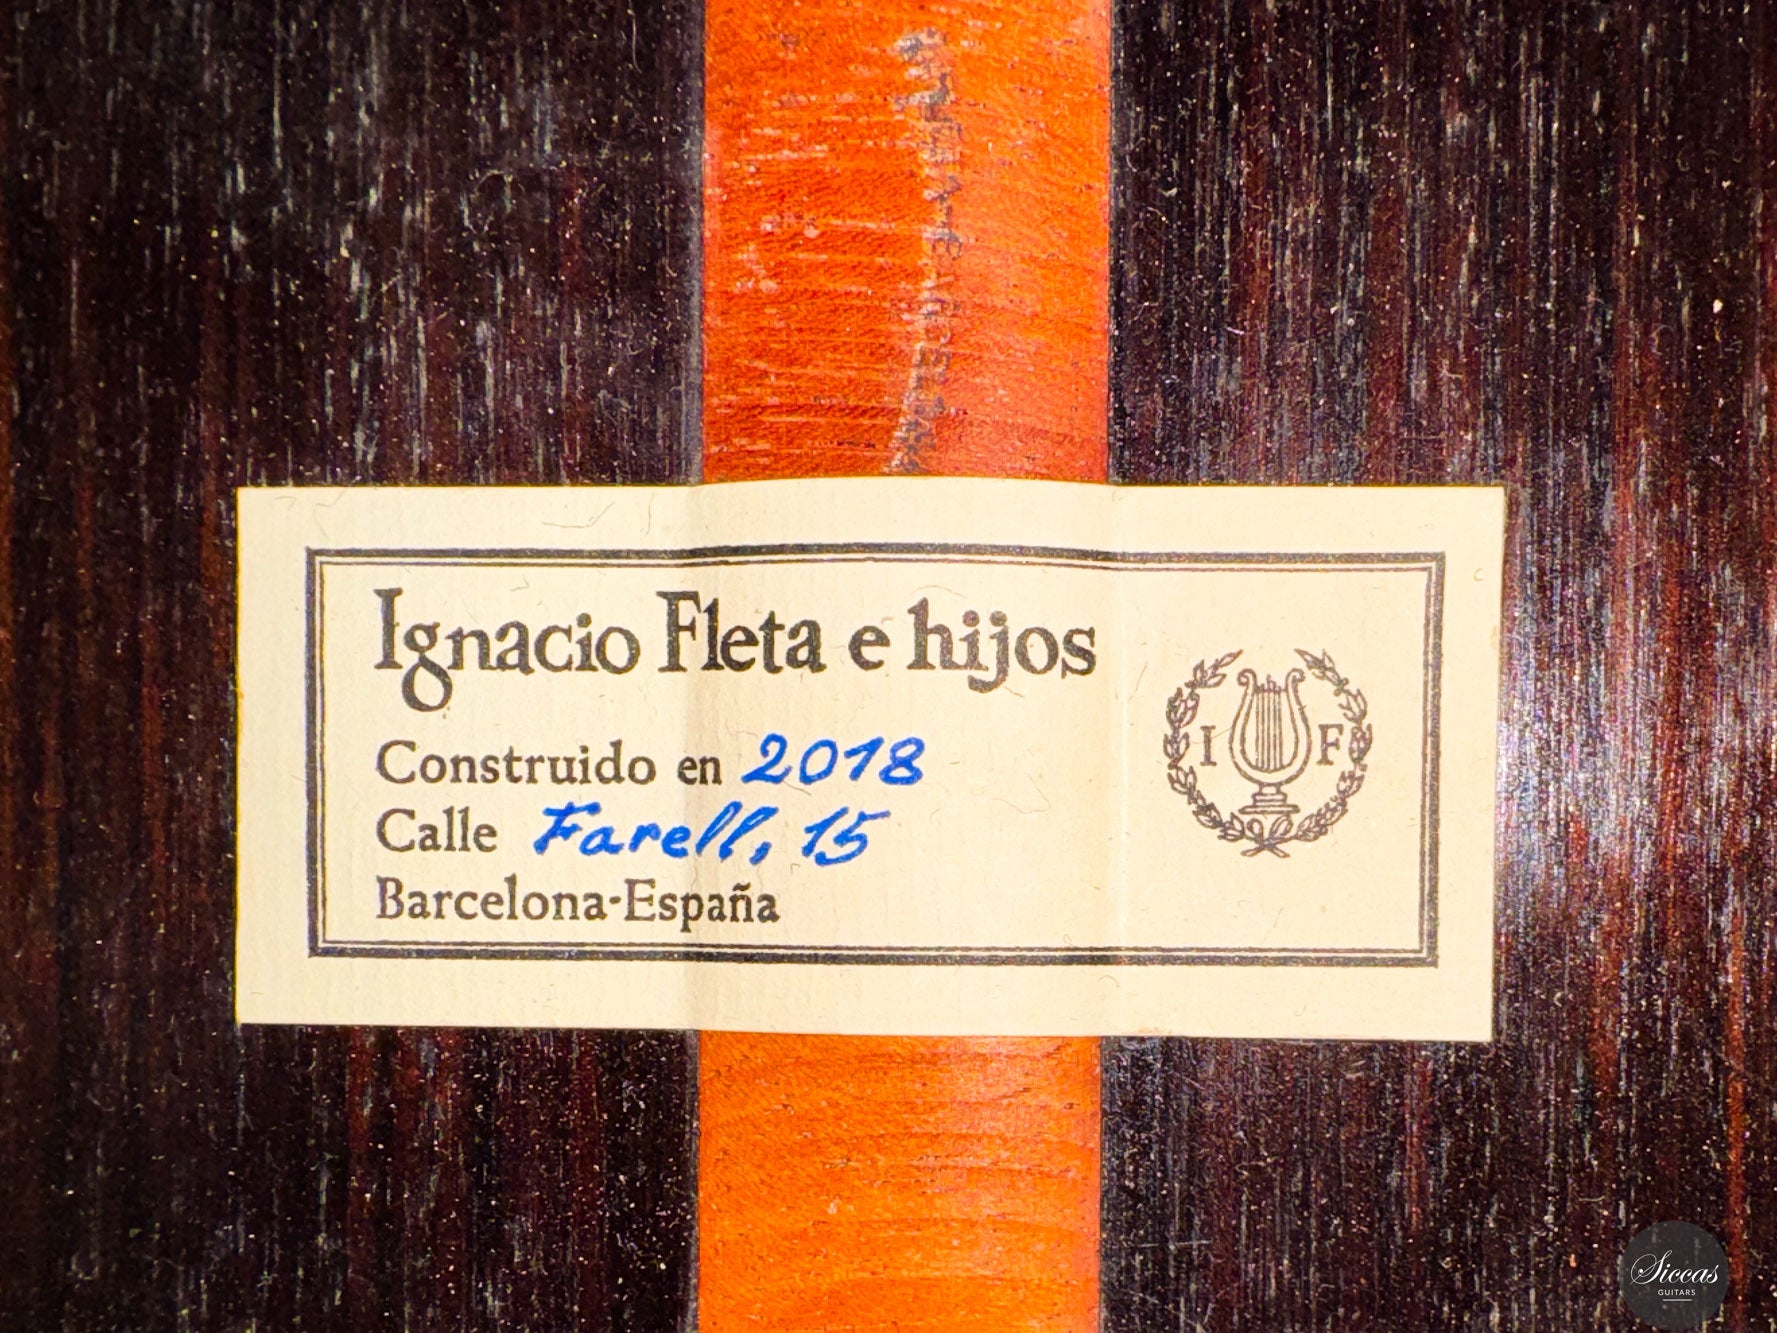 Ignacio Fleta e hijos
Construido en 2018
Calle Farell, 15
Barcelona-España
I F
Siccas
GUITARS